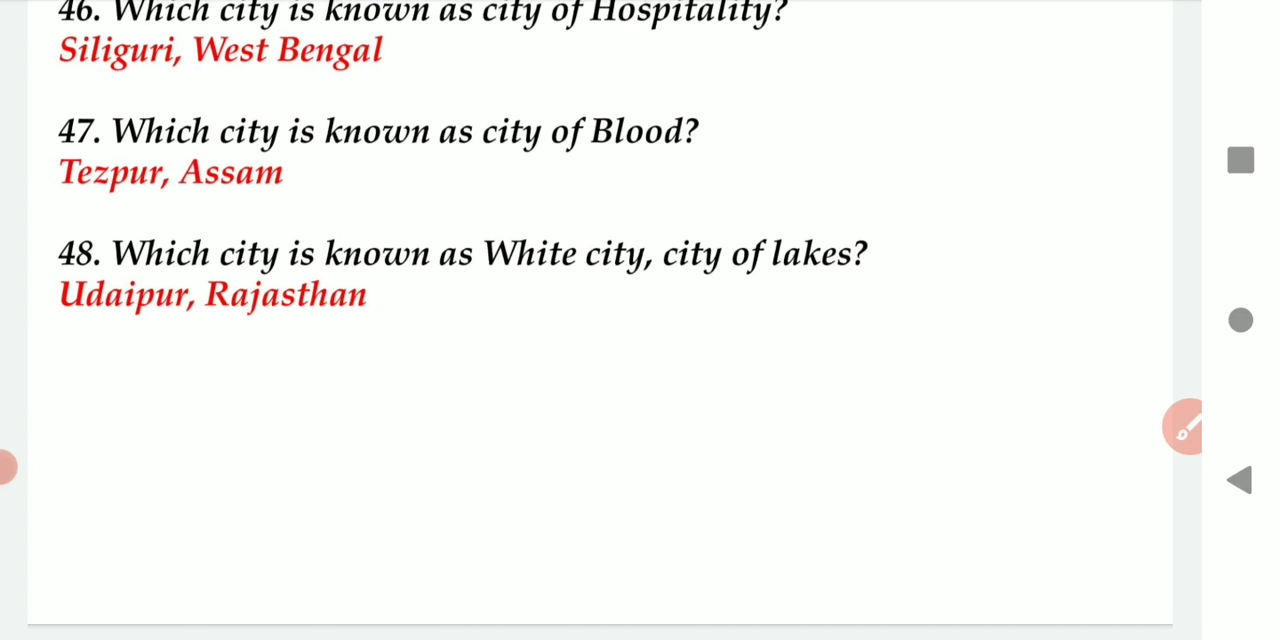 46. Which city is known as city of Hospitality?
Siliguri, West Bengal
47. Which city is known as city of Blood?
Tezpur, Assam
48. Which city is known as White city, city of lakes?
Udaipur, Rajasthan